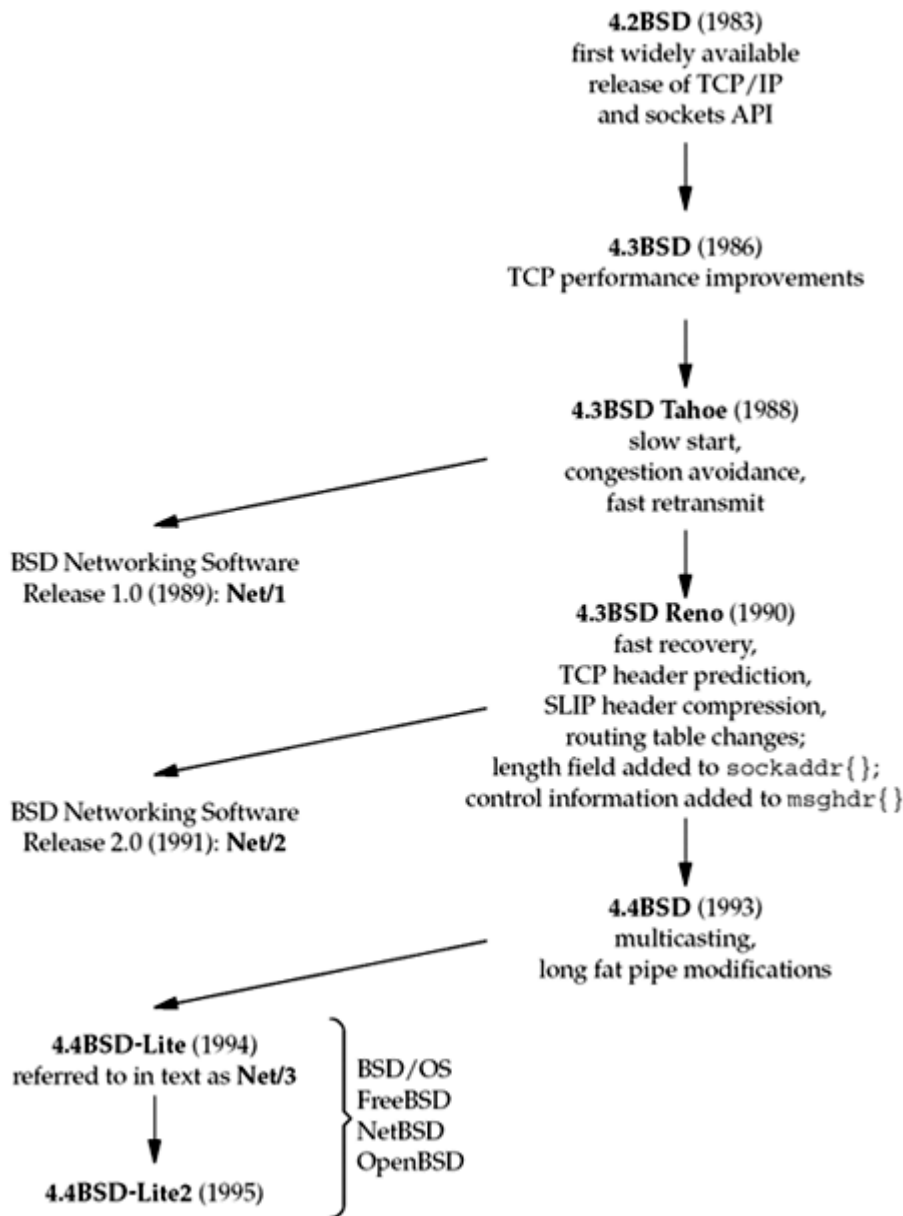 4.2BSD (1983)
first widely available
release of TCP/IP
and sockets API
4.3BSD (1986)
TCP performance improvements
4.3BSD Tahoe (1988)
slow start,
congestion avoidance,
fast retransmit
BSD Networking Software
Release 1.0 (1989): Net/1
4.3BSD Reno (1990)
fast recovery,
TCP header prediction,
SLIP header compression,
routing table changes;
length field added to sockaddr{};
control information added to msghdr{}
BSD Networking Software
Release 2.0 (1991): Net/2
4.4BSD (1993)
multicasting,
long fat pipe modifications
4.4BSD-Lite (1994)
referred to in text as Net/3
4.4BSD-Lite2 (1995)
BSD/OS
FreeBSD
NetBSD
OpenBSD